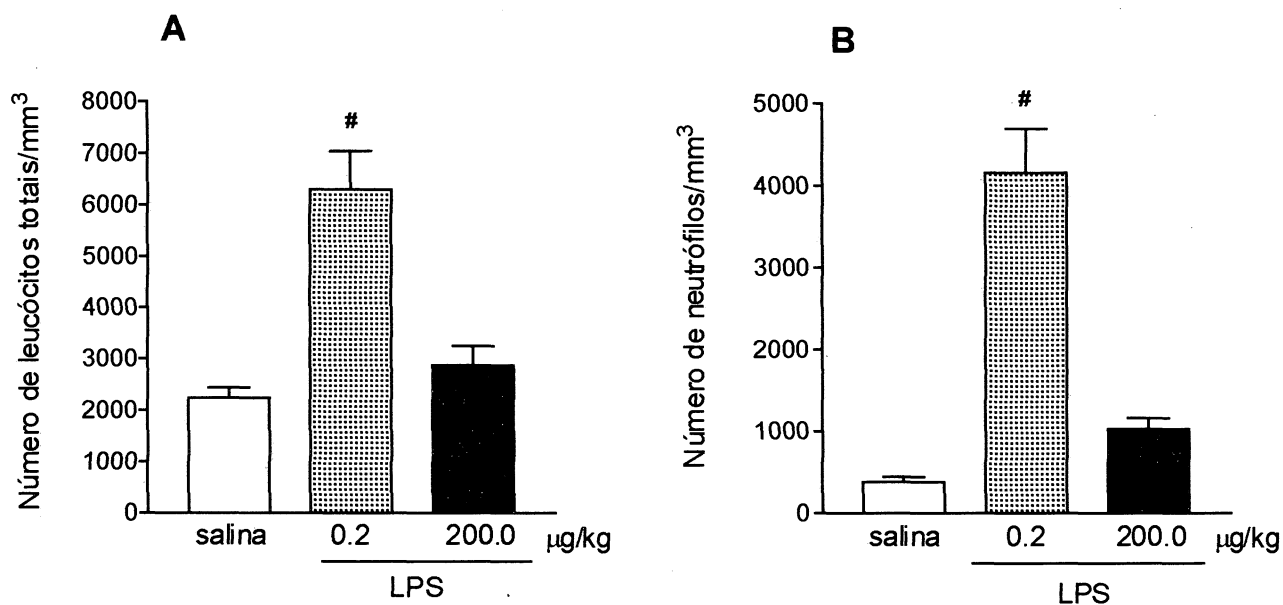 A
Número de leucócitos totais/mm³
8000
7000
6000
5000
4000
3000
2000
1000
0
#
salina 0.2 200.0 µg/kg
LPS
B
Número de neutrófilos/mm³
5000
4000
3000
2000
1000
0
#
salina 0.2 200.0 µg/kg
LPS